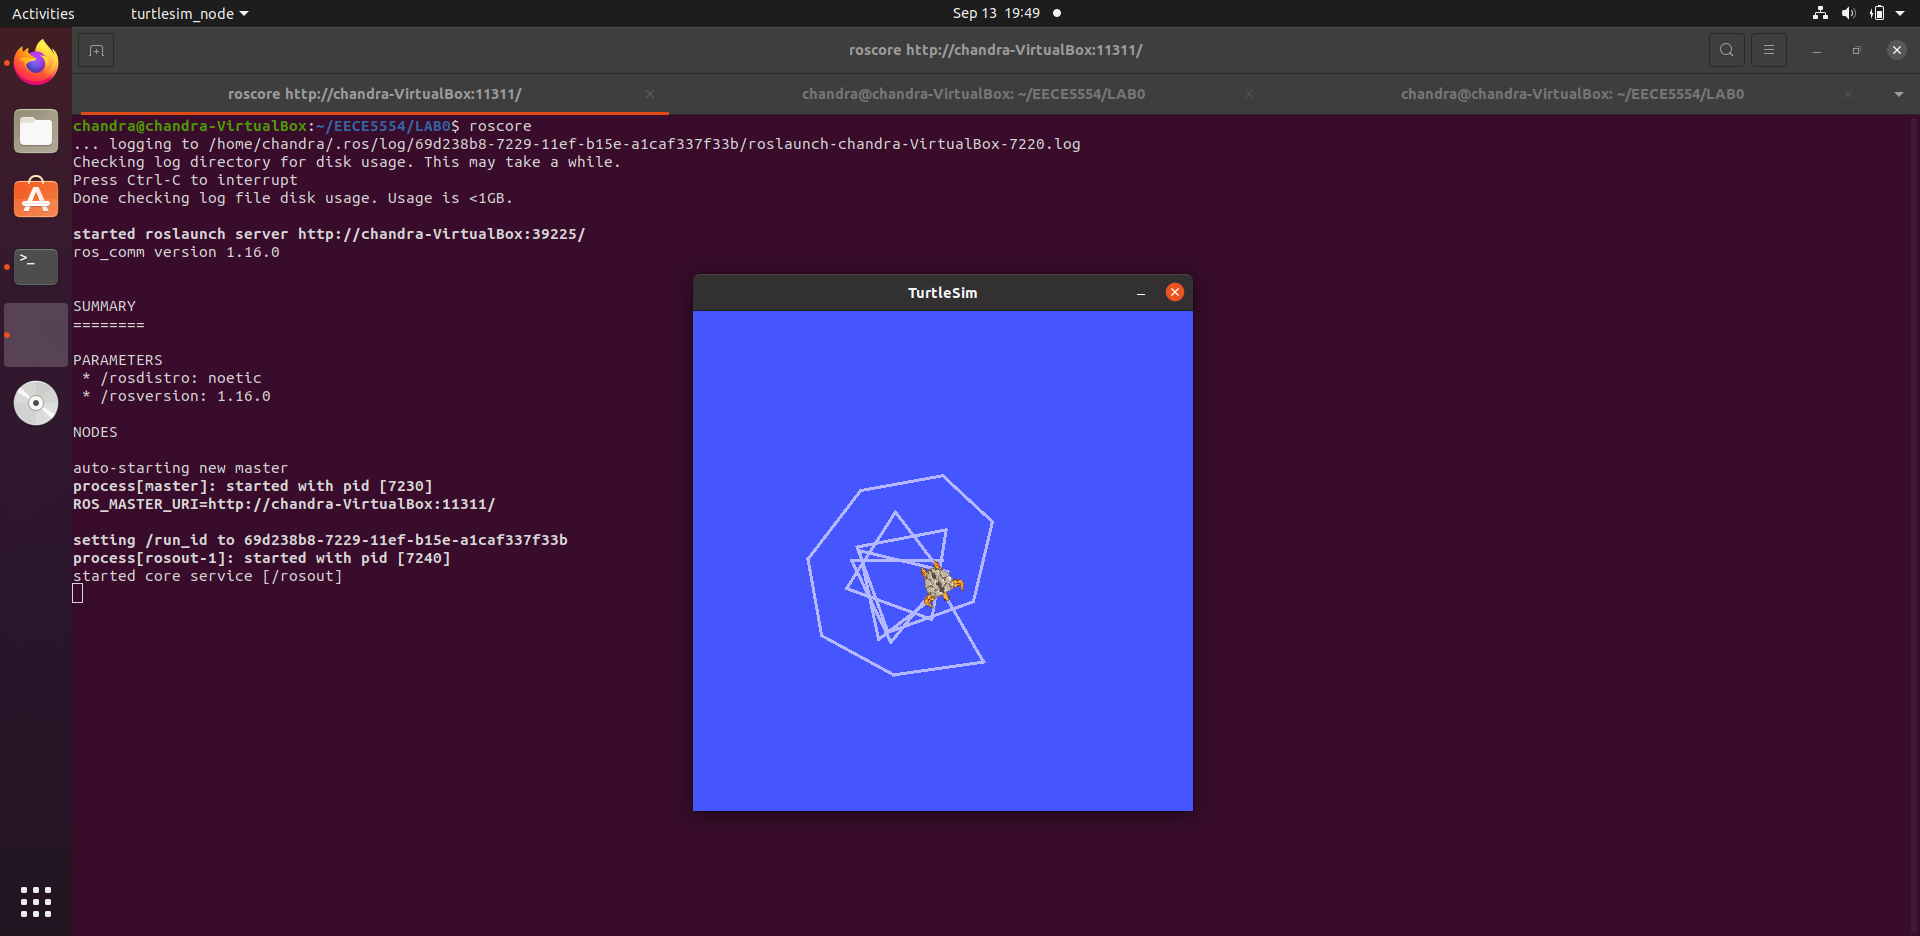 Activities
turtlesim_node
Sep 13 19:49
roscore http://chandra-VirtualBox:11311/
roscore http://chandra-VirtualBox:11311/
chandra@chandra-VirtualBox: ~/EECE5554/LAB0
chandra@chandra-VirtualBox: ~/EECE5554/LAB0
chandra@chandra-VirtualBox:~/EECE5554/LAB0$ roscore
... logging to /home/chandra/.ros/log/69d238b8-7229-11ef-b15e-a1caf337f33b/roslaunch-chandra-VirtualBox-7220.log
Checking log directory for disk usage. This may take a while.
Press Ctrl-C to interrupt
Done checking log file disk usage. Usage is <1GB.
started roslaunch server http://chandra-VirtualBox:39225/
ros_comm version 1.16.0
SUMMARY
========
PARAMETERS
* /rosdistro: noetic
* /rosversion: 1.16.0
NODES
auto-starting new master
process[master]: started with pid [7230]
ROS_MASTER_URI=http://chandra-VirtualBox:11311/
setting /run_id to 69d238b8-7229-11ef-b15e-a1caf337f33b
process[rosout-1]: started with pid [7240]
started core service [/rosout]
TurtleSim